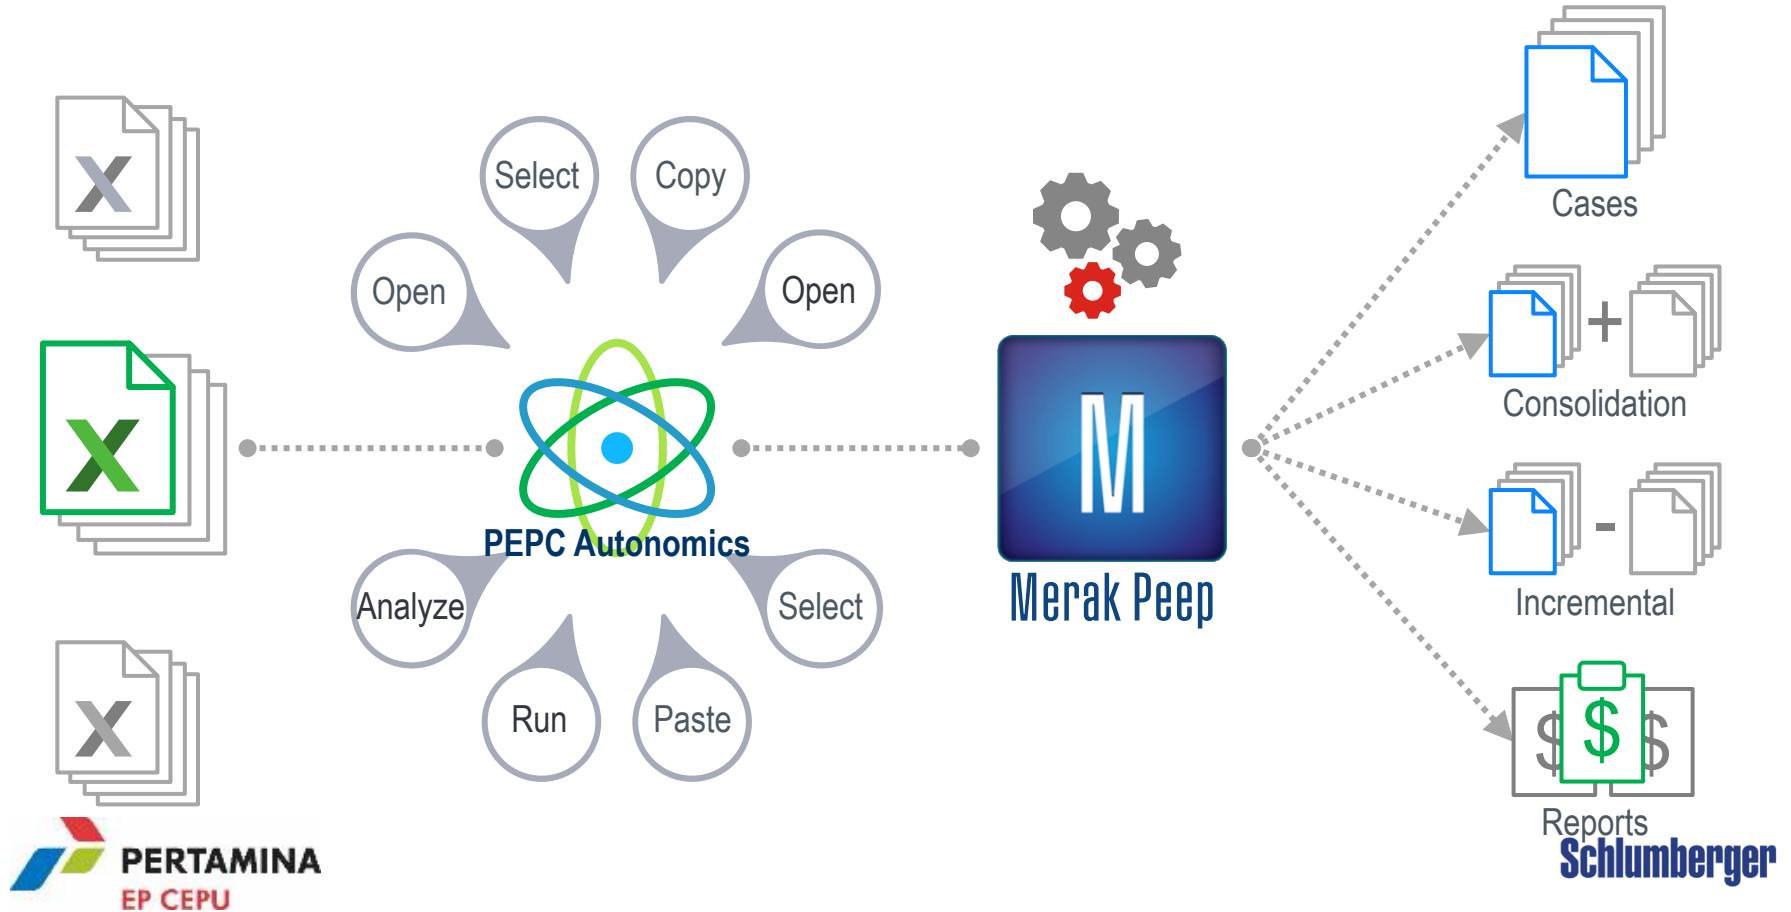 Select
Copy
Open
Open
PEPC Autonomics
Analyze
Select
Run
Paste
X
X
X
M
Merak Peep
Cases
+
Consolidation
-
Incremental
$ $ $
Reports
PERTAMINA
EP CEPU
Schlumberger